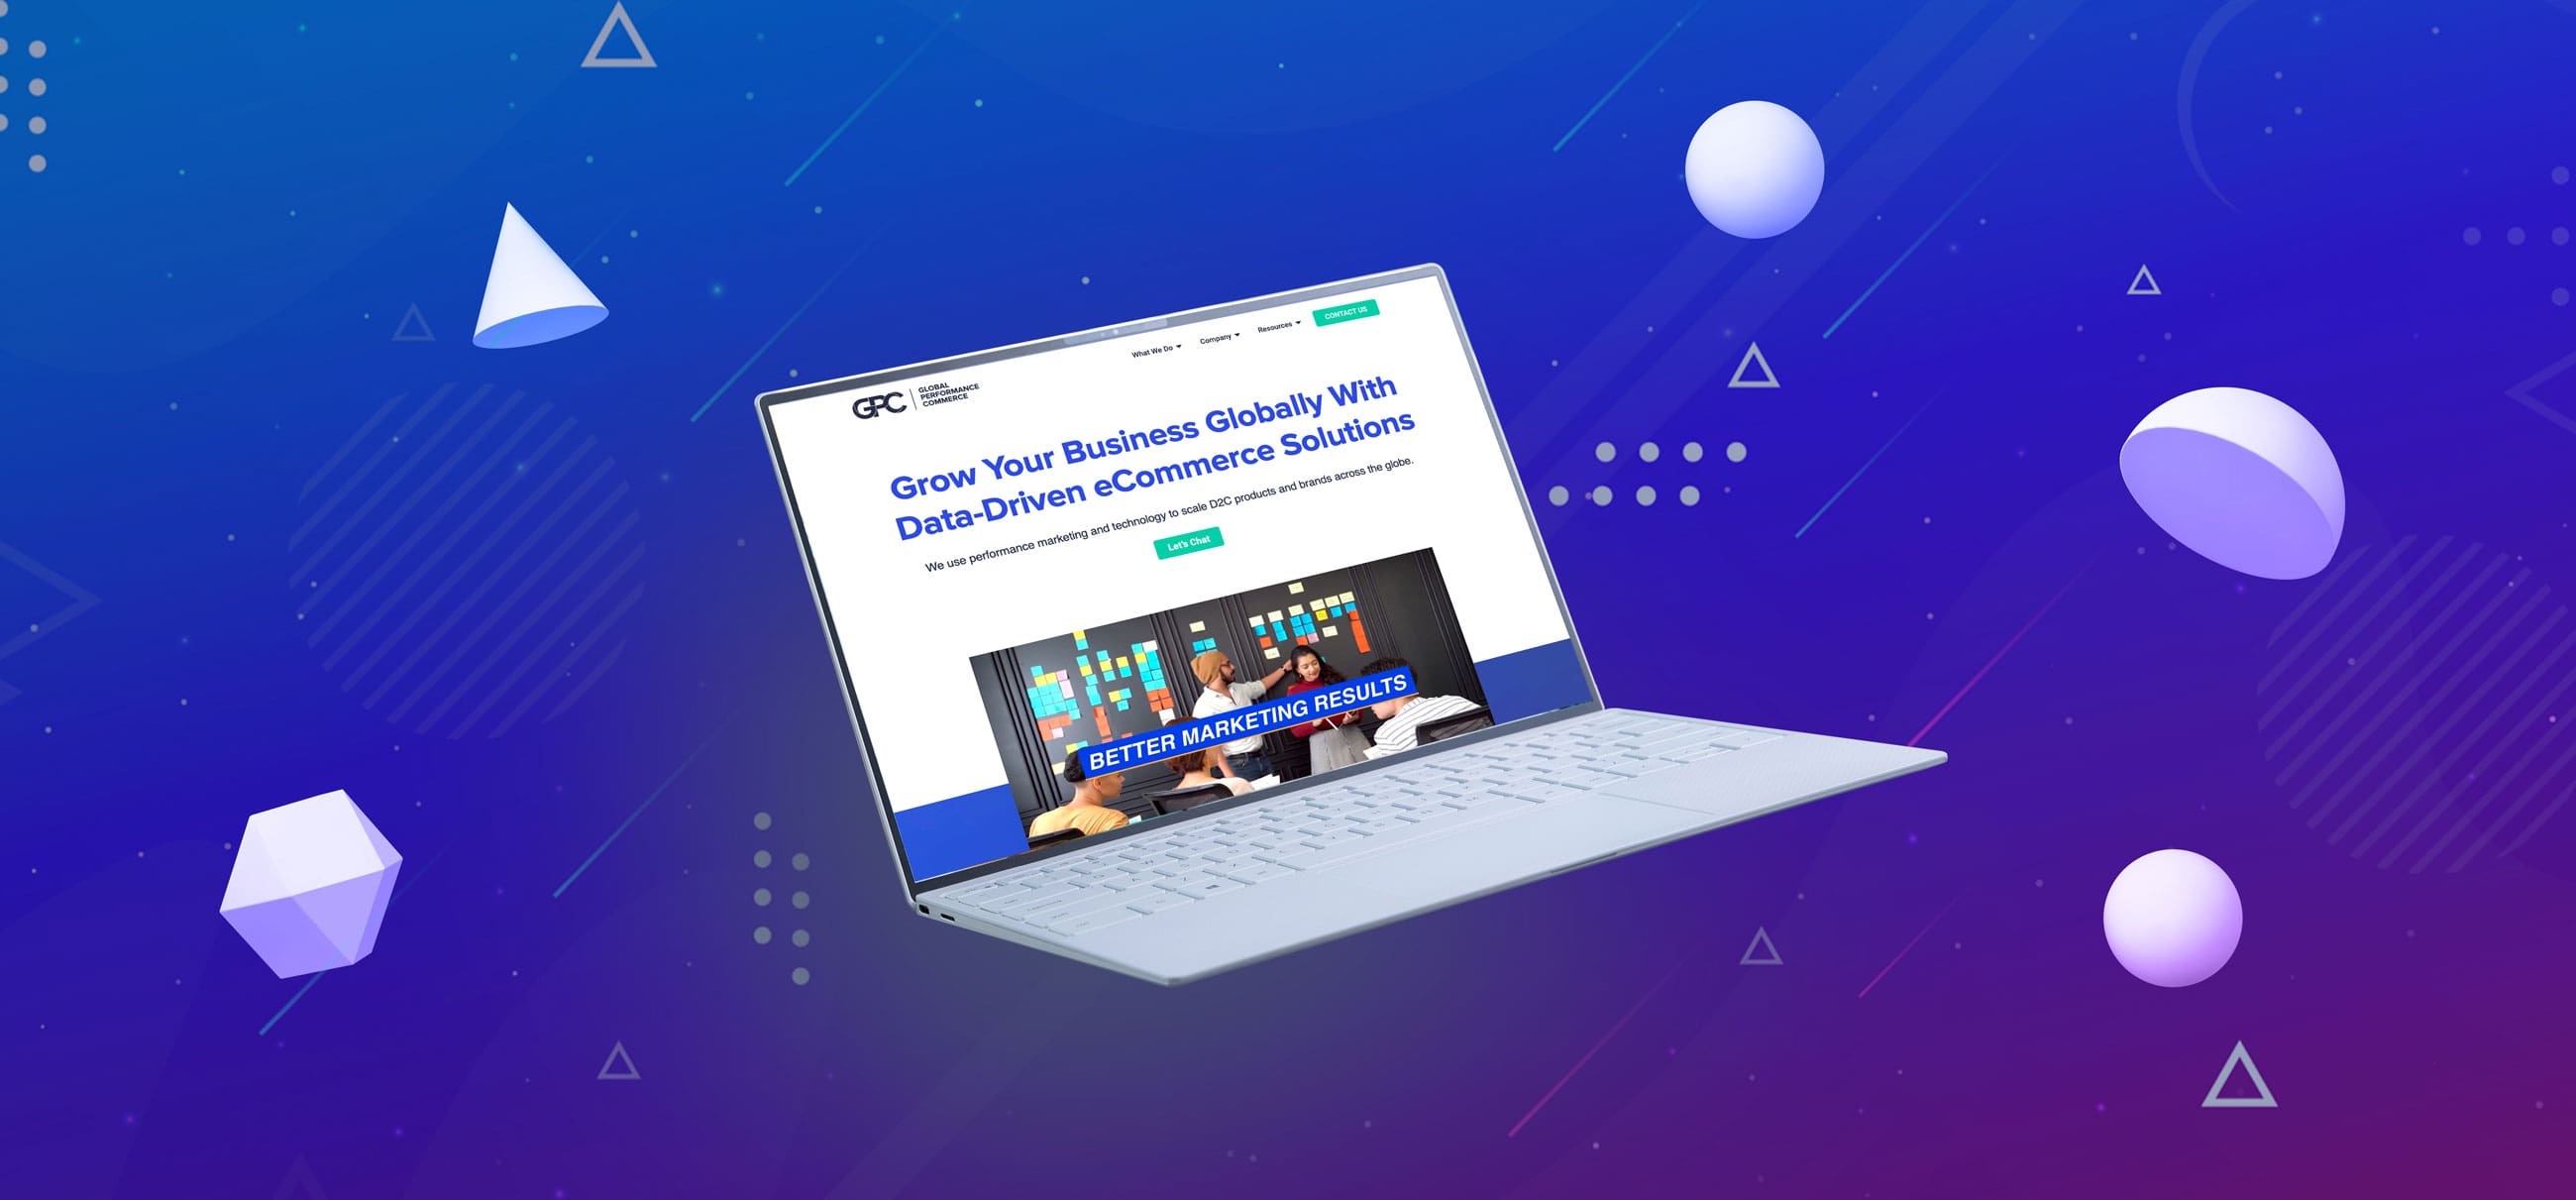 What We Do
Company
Resources
CONTACT US
GPC
GLOBAL
PERFORMANCE
COMMERCE
Grow Your Business Globally With
Data-Driven eCommerce Solutions
We use performance marketing and technology to scale D2C products and brands across the globe.
Let's Chat
BETTER MARKETING RESULTS